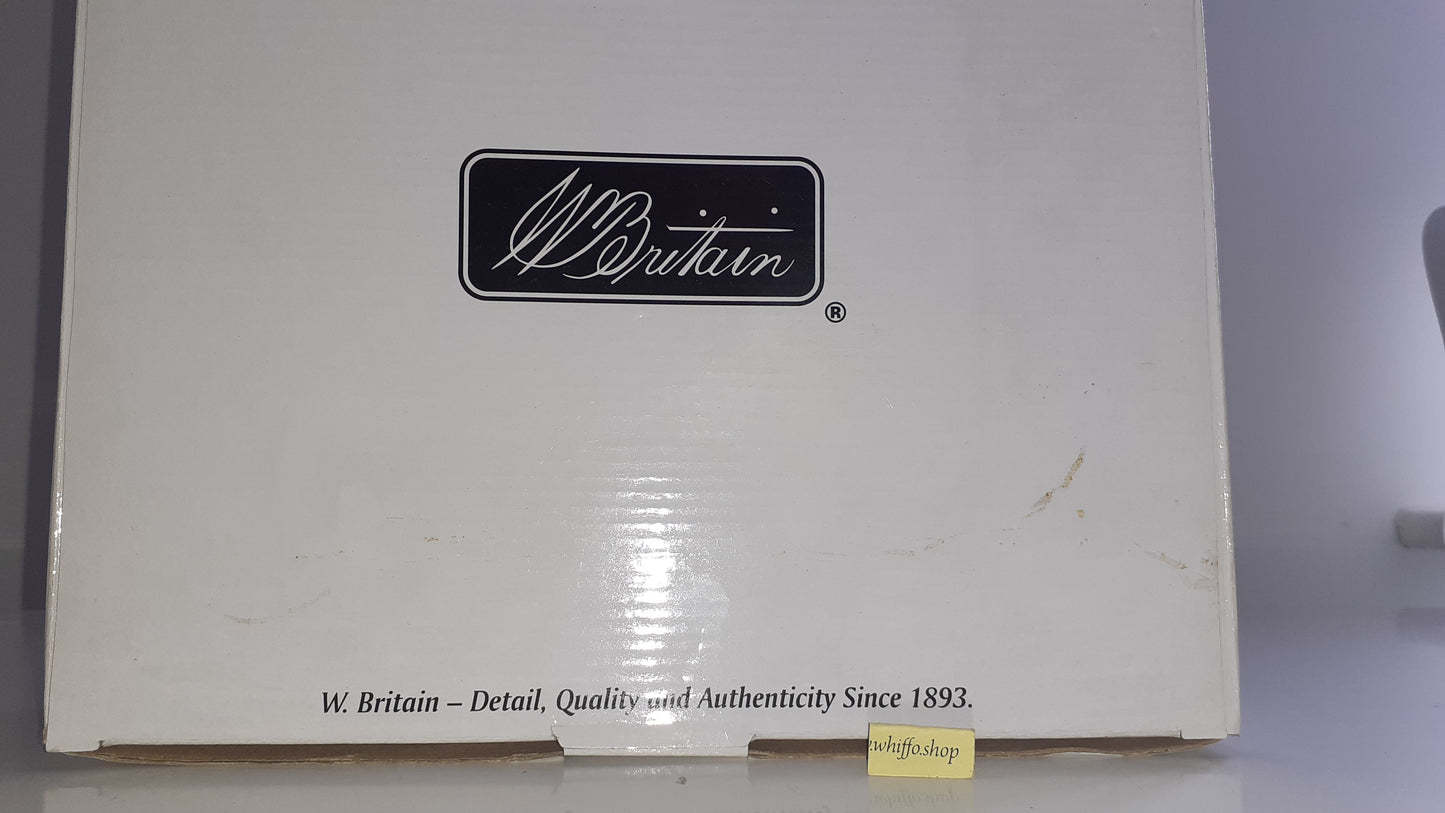 W Britain
®
W. Britain – Detail, Quality and Authenticity Since 1893.
.whiffo.shop